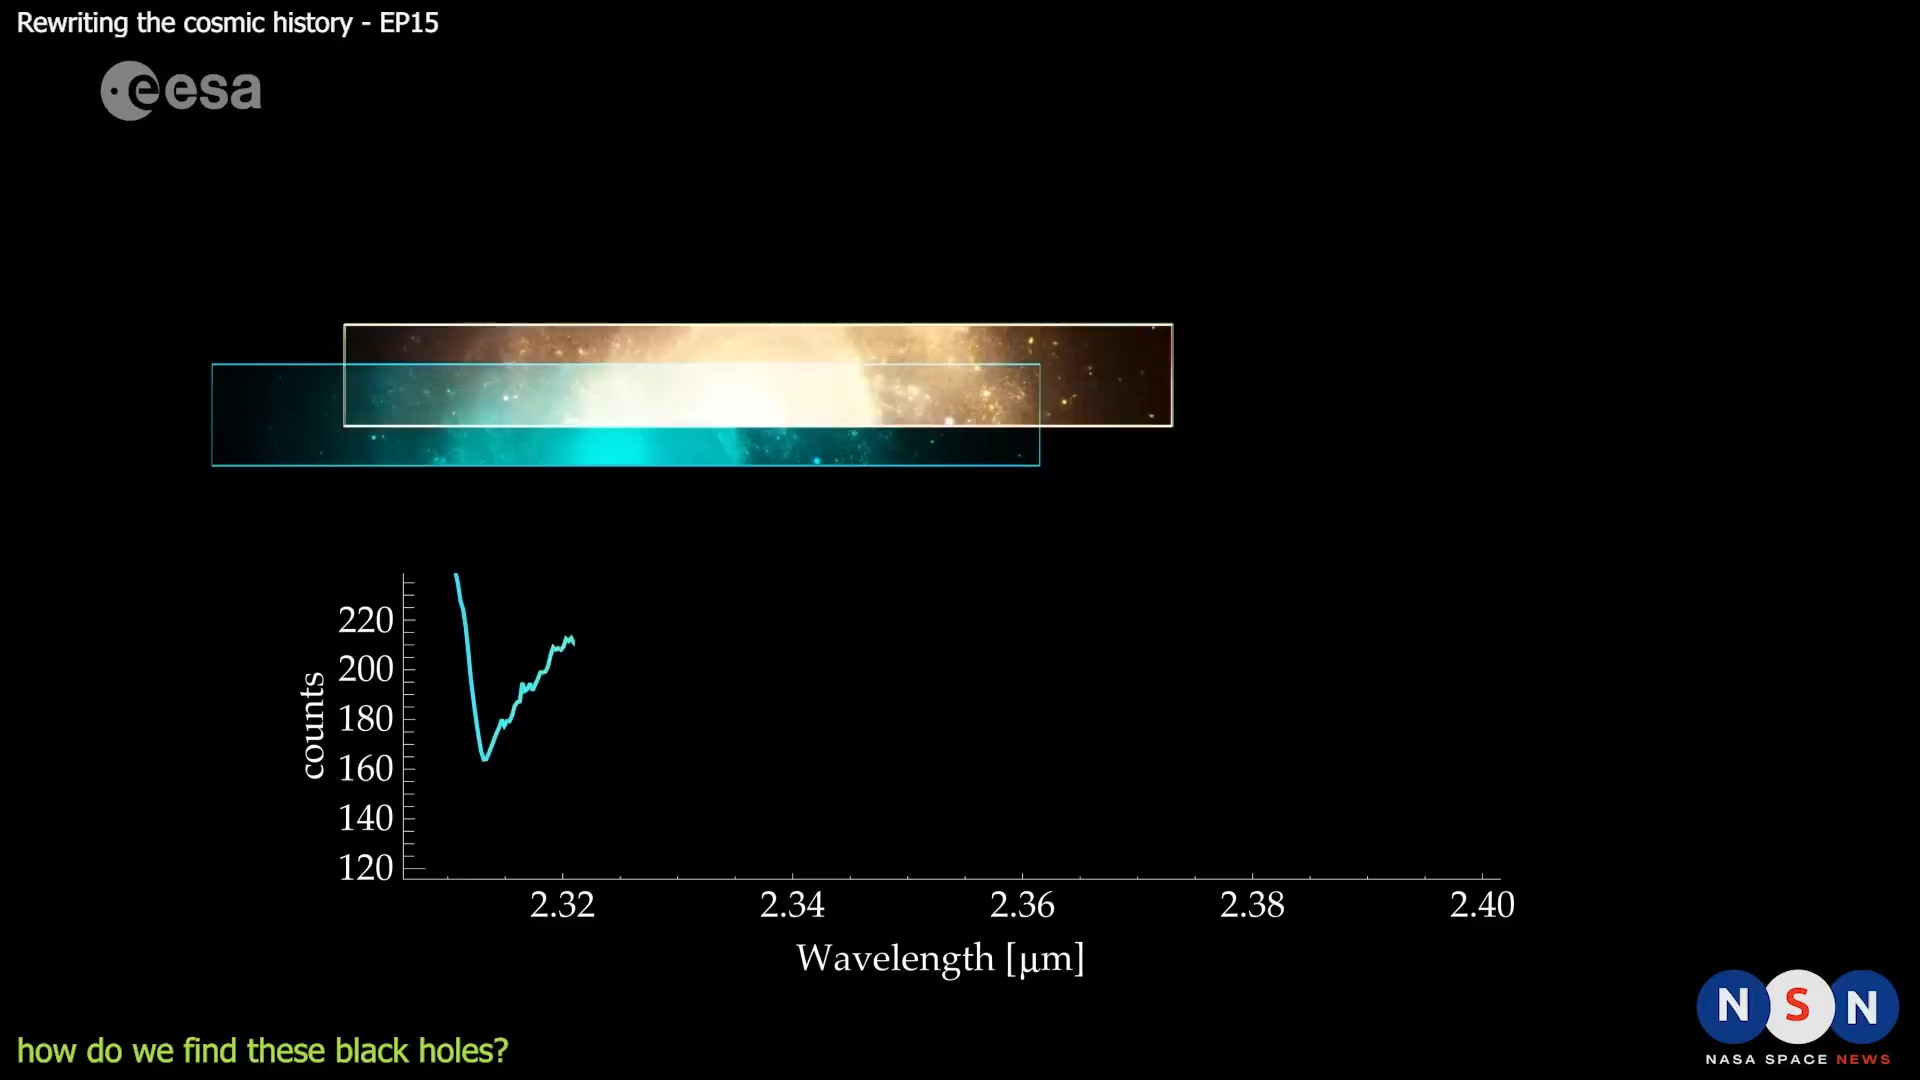 Rewriting the cosmic history - EP15
esa
220
200
180
160
140
120
counts
2.32 2.34 2.36 2.38 2.40
Wavelength [µm]
how do we find these black holes?
NSN
NASA SPACE NEWS